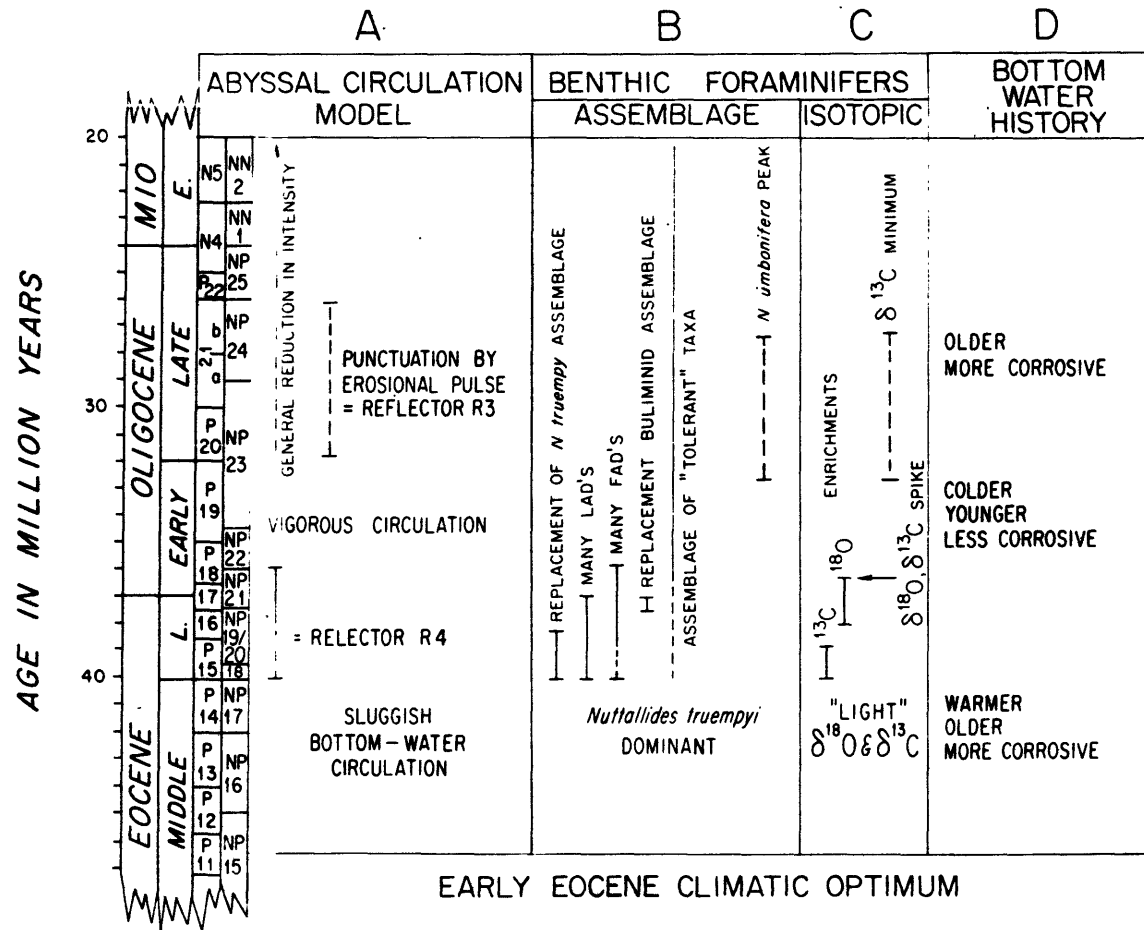 A
B
C
D
ABYSSAL CIRCULATION
MODEL
BENTHIC FORAMINIFERS
ASSEMBLAGE
ISOTOPIC
BOTTOM
WATER
HISTORY
AGE IN MILLION YEARS
20
30
40
MIO
OLIGOCENE
EOCENE
E.
LATE
EARLY
L.
MIDDLE
N5
N4
P
22
b
21
a
P
20
P
19
P
18
17
16
P
15
P
14
P
13
P
12
P
11
NN
2
NN
1
NP
25
NP
24
NP
23
NP
22
NP
21
NP
19/
20
18
NP
17
NP
16
NP
15
GENERAL REDUCTION IN INTENSITY
PUNCTUATION BY
EROSIONAL PULSE
= REFLECTOR R3
VIGOROUS CIRCULATION
= RELECTOR R4
SLUGGISH
BOTTOM-WATER
CIRCULATION
REPLACEMENT OF N truempy ASSEMBLAGE
MANY LAD'S
MANY FAD'S
REPLACEMENT BULIMINID ASSEMBLAGE
ASSEMBLAGE OF "TOLERANT" TAXA
N umbonifera PEAK
Nuttallides truempyi
DOMINANT
¹³C
¹⁸O
ENRICHMENTS
δ¹³C MINIMUM
δ¹⁸O, δ¹³C SPIKE
"LIGHT"
δ¹⁸O & δ¹³C
OLDER
MORE CORROSIVE
COLDER
YOUNGER
LESS CORROSIVE
WARMER
OLDER
MORE CORROSIVE
EARLY EOCENE CLIMATIC OPTIMUM